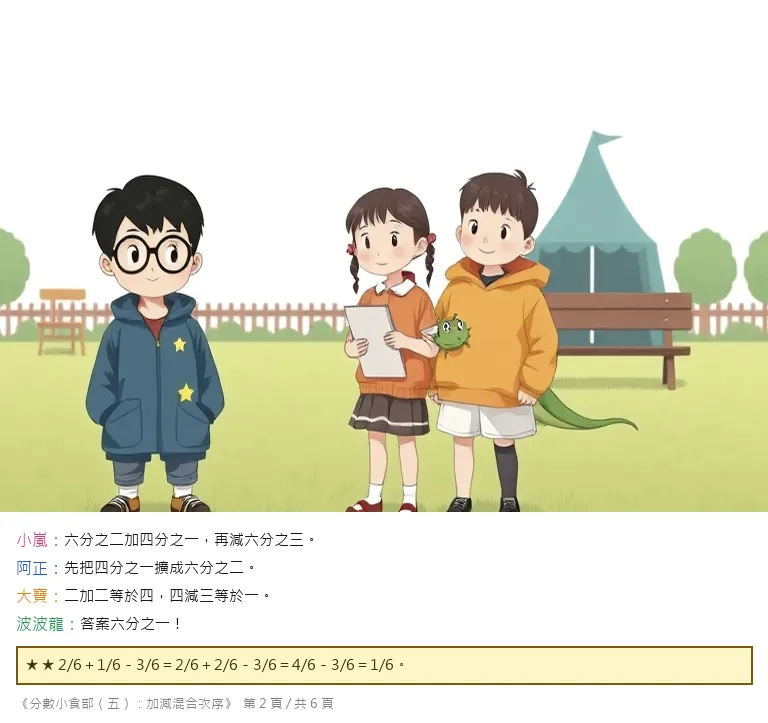 小嵐：六分之二加四分之一，再減六分之三。
阿正：先把四分之一擴成六分之二。
大寶：二加二等於四，四減三等於一。
波波龍：答案六分之一！
★★ 2/6 + 1/6 - 3/6 = 2/6 + 2/6 - 3/6 = 4/6 - 3/6 = 1/6。
《分數小食部（五）：加減混合次序》 第 2 頁 / 共 6 頁